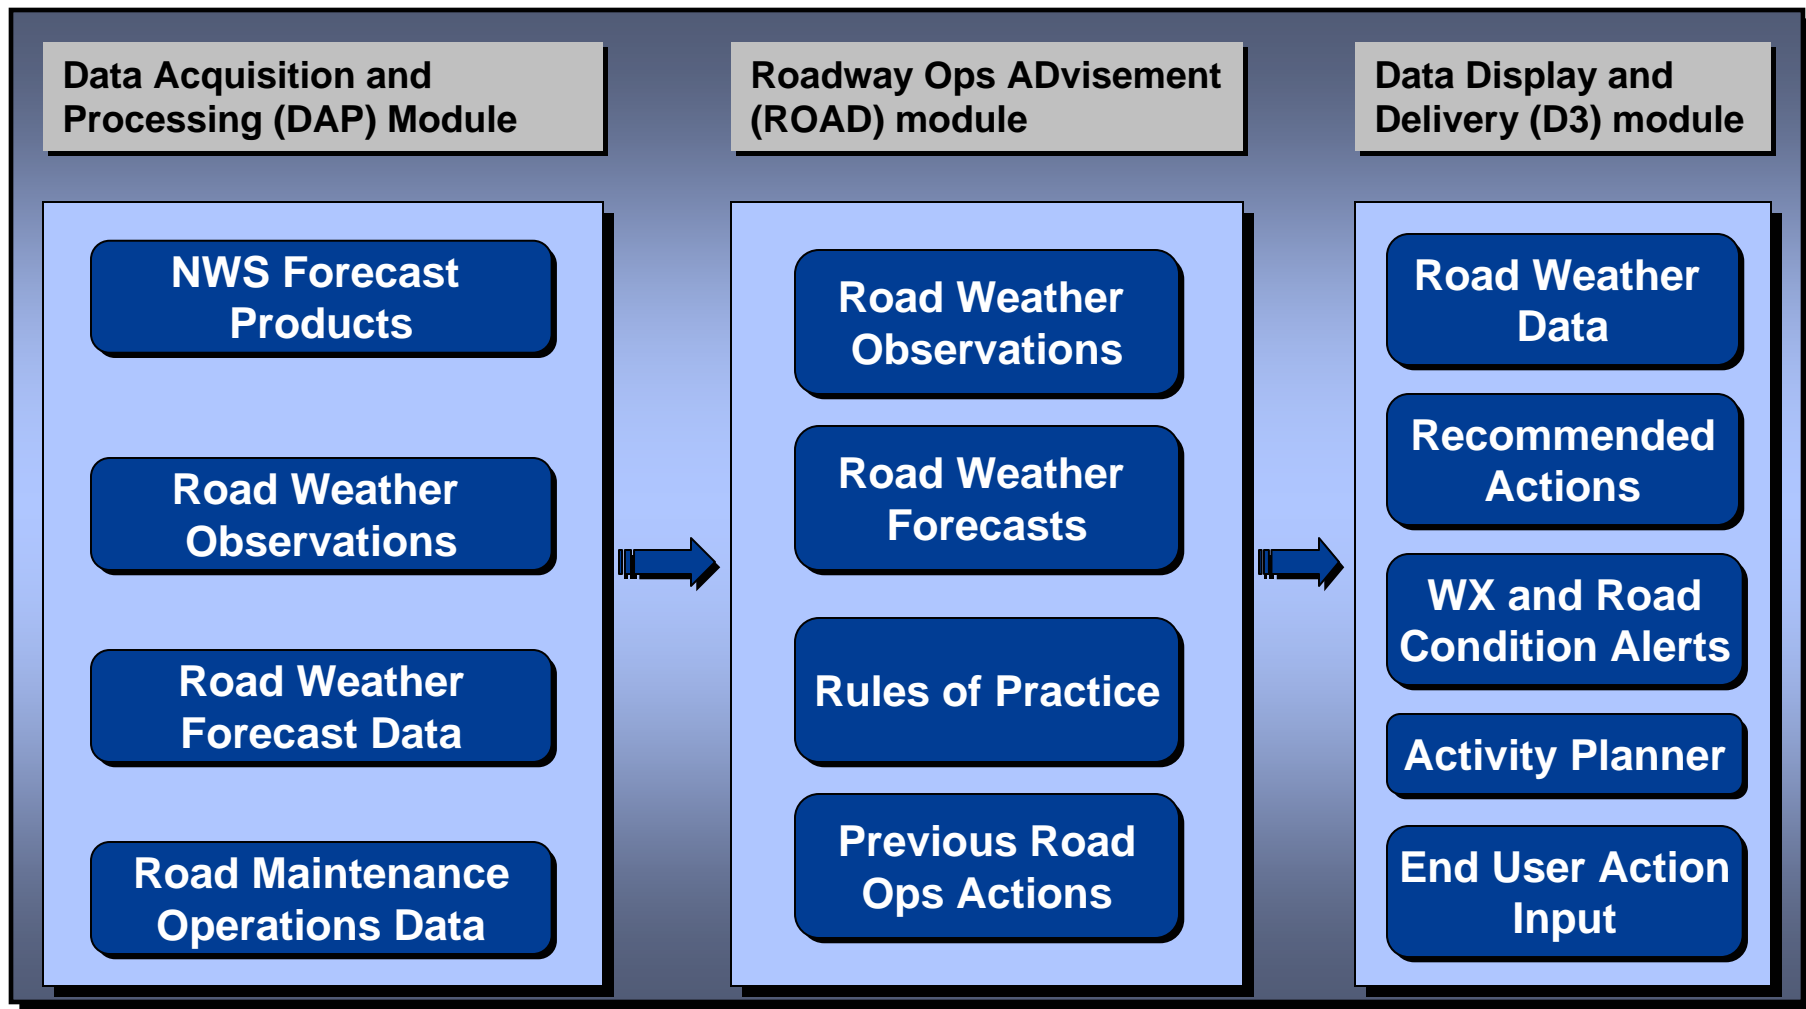 Data Acquisition and
Processing (DAP) Module
NWS Forecast
Products
Road Weather
Observations
Road Weather
Forecast Data
Road Maintenance
Operations Data
Roadway Ops ADvisement
(ROAD) module
Road Weather
Observations
Road Weather
Forecasts
Rules of Practice
Previous Road
Ops Actions
Data Display and
Delivery (D3) module
Road Weather
Data
Recommended
Actions
WX and Road
Condition Alerts
Activity Planner
End User Action
Input